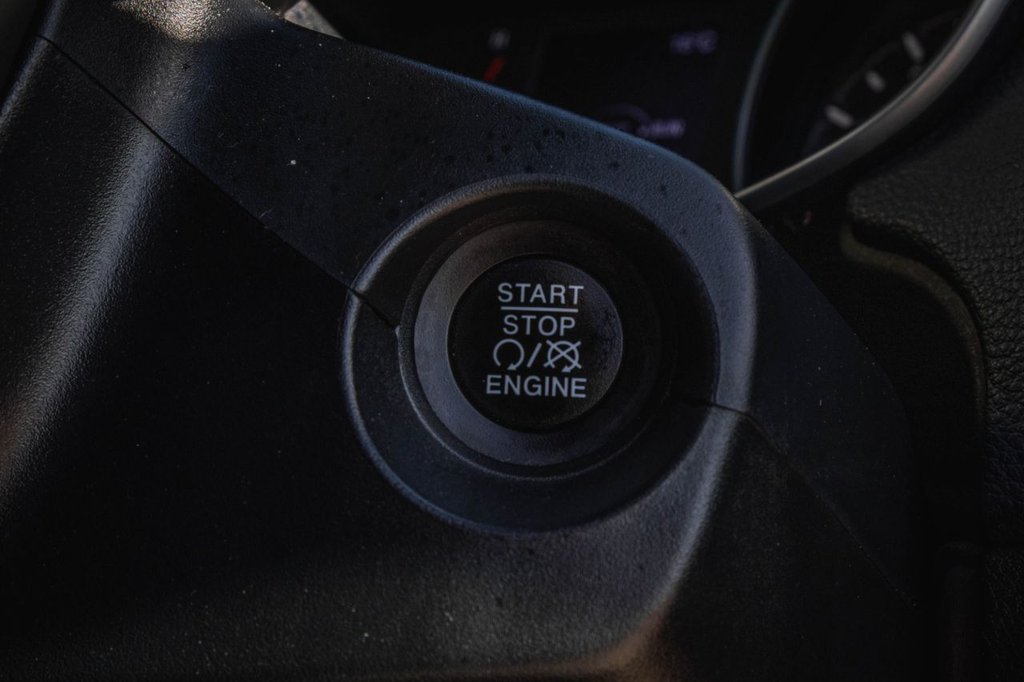 START
STOP
/
ENGINE